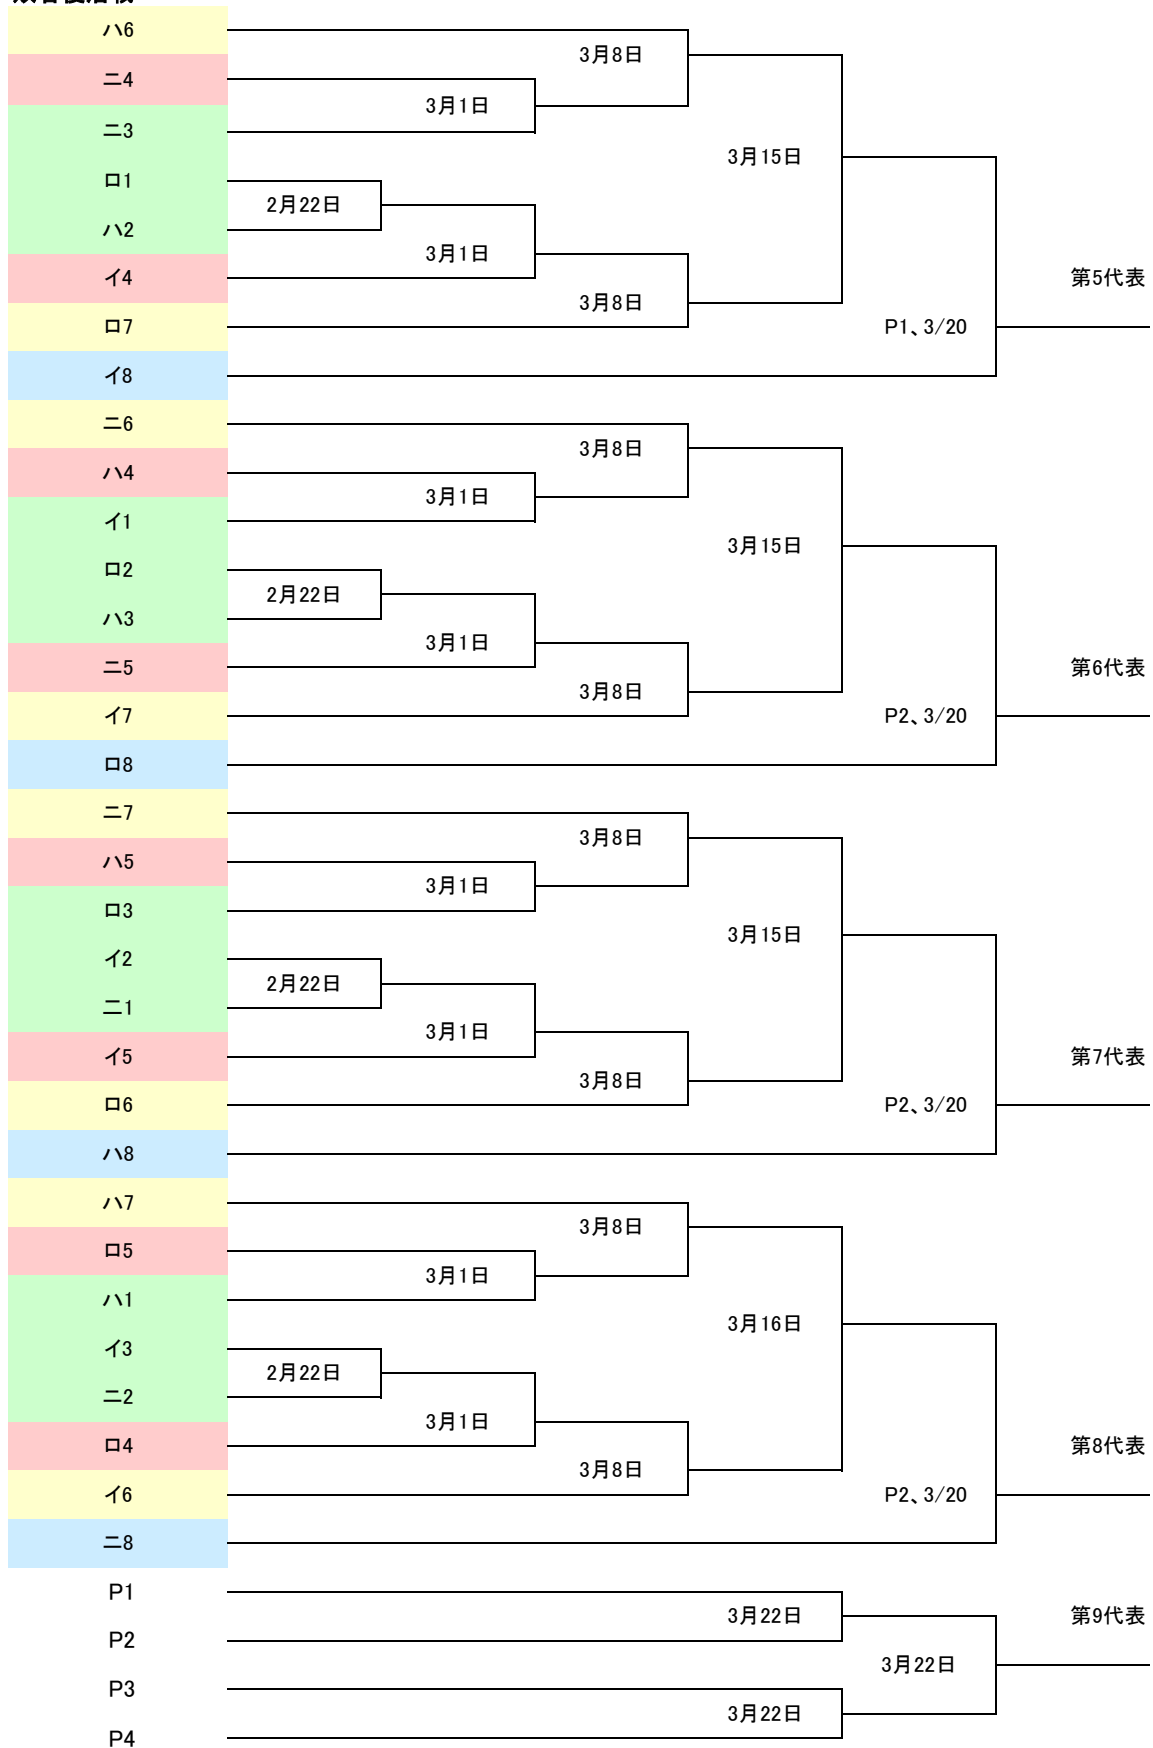 ハ6
3月8日
ニ4
3月1日
ニ3
3月15日
ロ1
2月22日
ハ2
3月1日
イ4
第5代表
3月8日
ロ7
P1、3/20
イ8
ニ6
3月8日
ハ4
3月1日
イ1
3月15日
ロ2
2月22日
ハ3
3月1日
ニ5
第6代表
3月8日
イ7
P2、3/20
ロ8
ニ7
3月8日
ハ5
3月1日
ロ3
3月15日
イ2
2月22日
ニ1
3月1日
イ5
第7代表
3月8日
ロ6
P2、3/20
ハ8
ハ7
3月8日
ロ5
3月1日
ハ1
3月16日
イ3
2月22日
ニ2
3月1日
ロ4
第8代表
3月8日
イ6
P2、3/20
ニ8
P1
3月22日
第9代表
P2
3月22日
P3
3月22日
P4